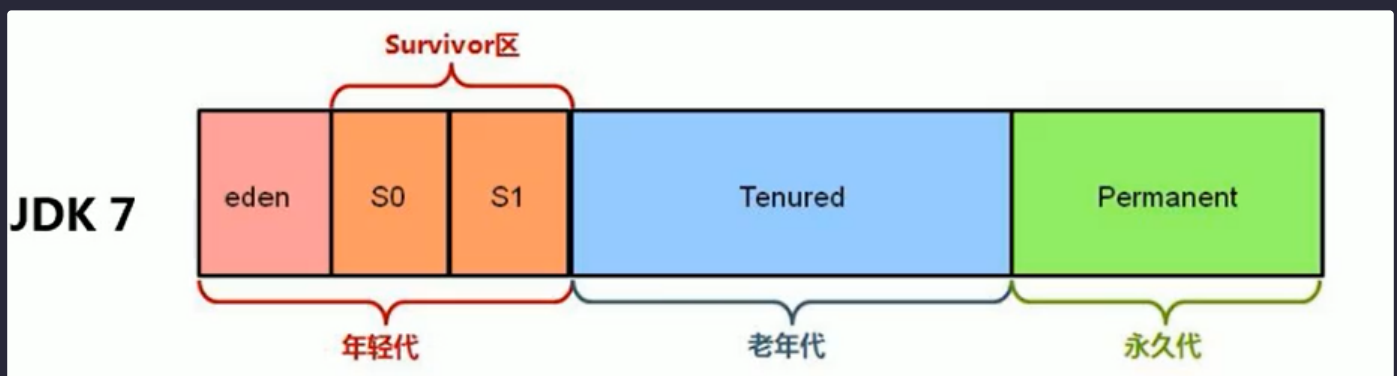 Survivor区
JDK 7
eden
S0
S1
Tenured
Permanent
年轻代
老年代
永久代